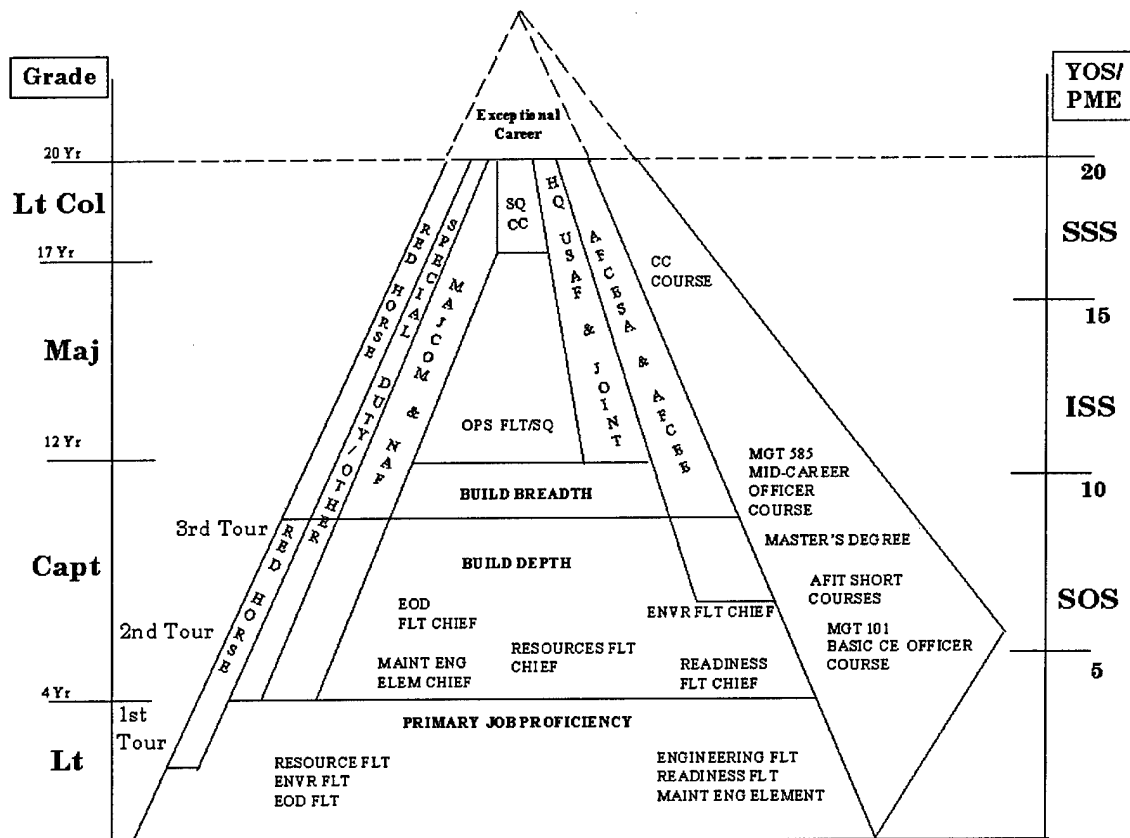 Grade
YOS/
PME
Exceptional
Career
20 Yr
20
Lt Col
SQ
CC
SSS
17 Yr
CC
COURSE
15
RED HORSE
SPECIAL DUTY/OTHER
MAJCOM & NAF
HQ USAF & JOINT
AFCESA & AFCEE
Maj
ISS
OPS FLT/SQ
12 Yr
MGT 585
MID-CAREER
OFFICER
COURSE
10
BUILD BREADTH
3rd Tour
RED HORSE
MASTER'S DEGREE
Capt
BUILD DEPTH
AFIT SHORT
COURSES
SOS
EOD
FLT CHIEF
ENVR FLT CHIEF
2nd Tour
MGT 101
BASIC CE OFFICER
COURSE
RESOURCES FLT
CHIEF
MAINT ENG
ELEM CHIEF
READINESS
FLT CHIEF
5
4 Yr
1st
Tour
PRIMARY JOB PROFICIENCY
Lt
RESOURCE FLT
ENVR FLT
EOD FLT
ENGINEERING FLT
READINESS FLT
MAINT ENG ELEMENT